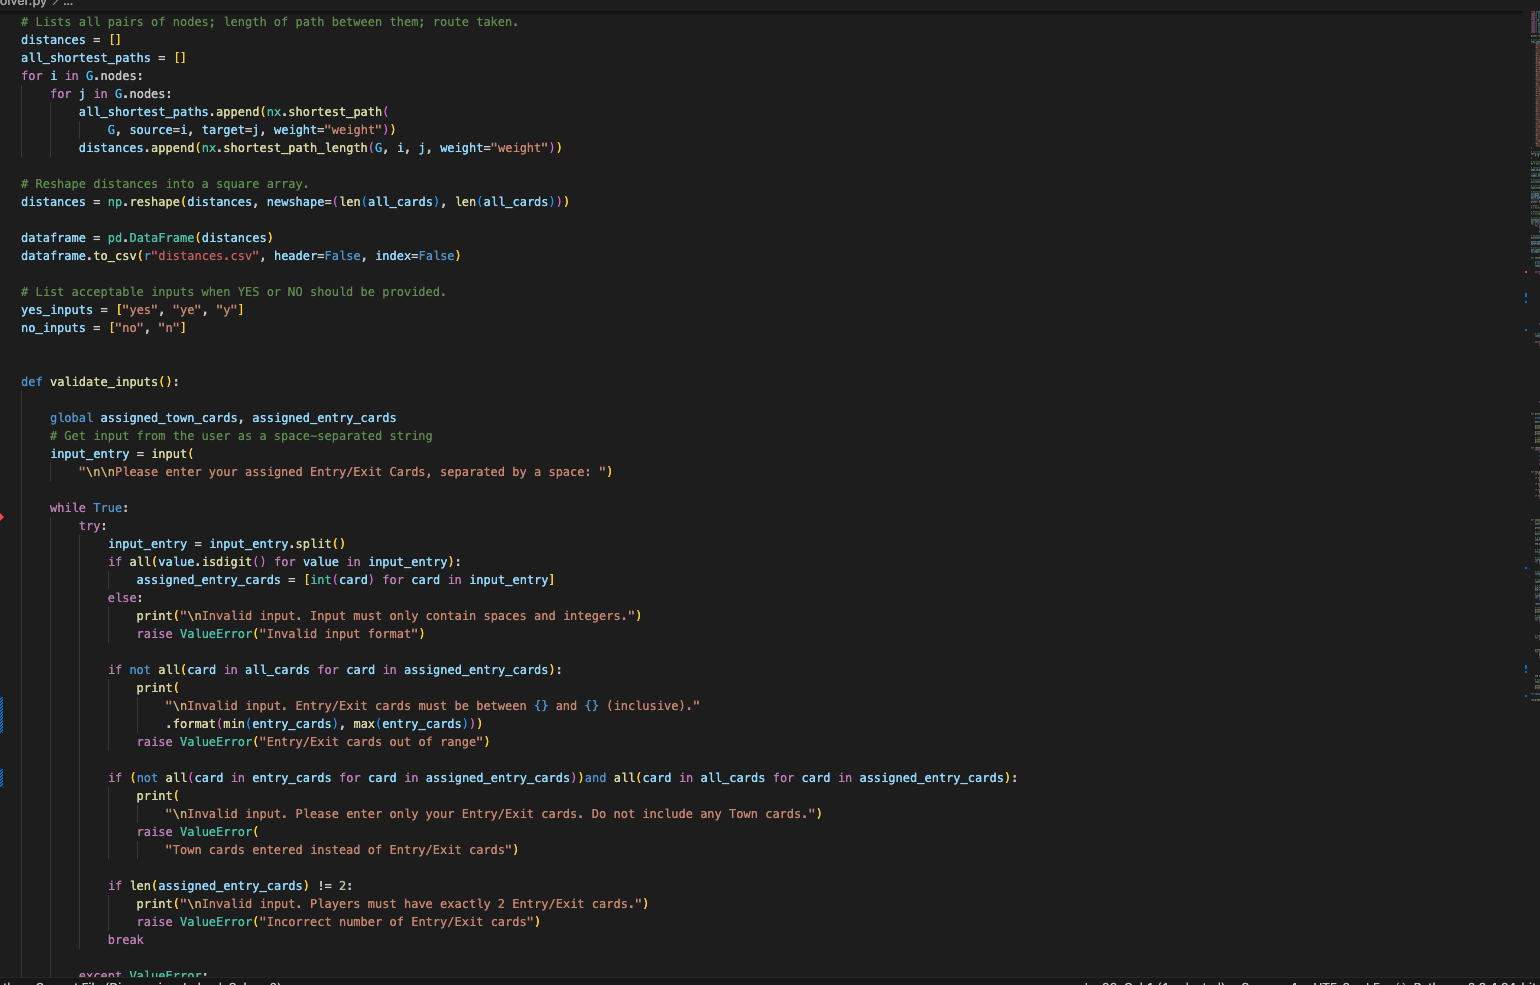 # Lists all pairs of nodes; length of path between them; route taken.
distances = []
all_shortest_paths = []
for i in G.nodes:
    for j in G.nodes:
        all_shortest_paths.append(nx.shortest_path(
            G, source=i, target=j, weight="weight"))
        distances.append(nx.shortest_path_length(G, i, j, weight="weight"))

# Reshape distances into a square array.
distances = np.reshape(distances, newshape=(len(all_cards), len(all_cards)))

dataframe = pd.DataFrame(distances)
dataframe.to_csv(r"distances.csv", header=False, index=False)

# List acceptable inputs when YES or NO should be provided.
yes_inputs = ["yes", "ye", "y"]
no_inputs = ["no", "n"]


def validate_inputs():

    global assigned_town_cards, assigned_entry_cards
    # Get input from the user as a space-separated string
    input_entry = input(
        "\n\nPlease enter your assigned Entry/Exit Cards, separated by a space: ")

    while True:
        try:
            input_entry = input_entry.split()
            if all(value.isdigit() for value in input_entry):
                assigned_entry_cards = [int(card) for card in input_entry]
            else:
                print("\nInvalid input. Input must only contain spaces and integers.")
                raise ValueError("Invalid input format")

            if not all(card in all_cards for card in assigned_entry_cards):
                print(
                    "\nInvalid input. Entry/Exit cards must be between {} and {} (inclusive)."
                    .format(min(entry_cards), max(entry_cards)))
                raise ValueError("Entry/Exit cards out of range")

            if (not all(card in entry_cards for card in assigned_entry_cards))and all(card in all_cards for card in assigned_entry_cards):
                print(
                    "\nInvalid input. Please enter only your Entry/Exit cards. Do not include any Town cards.")
                raise ValueError(
                    "Town cards entered instead of Entry/Exit cards")

            if len(assigned_entry_cards) != 2:
                print("\nInvalid input. Players must have exactly 2 Entry/Exit cards.")
                raise ValueError("Incorrect number of Entry/Exit cards")
            break

        except ValueError: